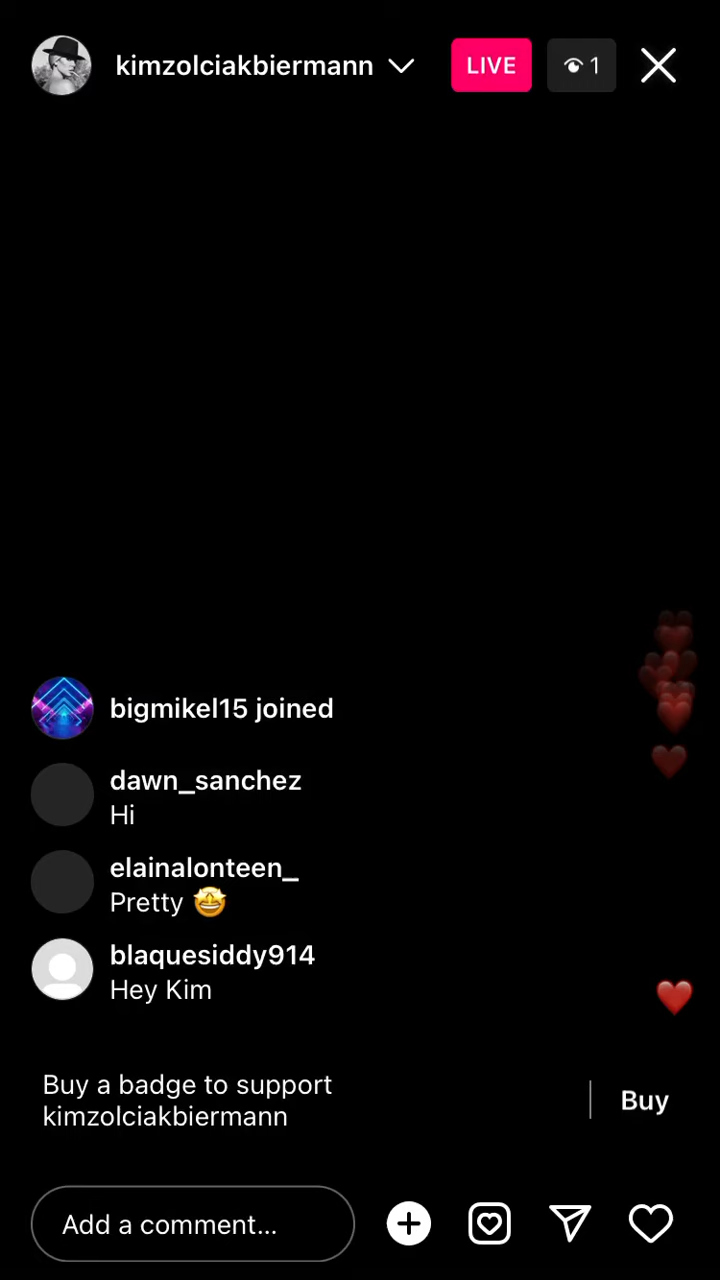 kimzolciakbiermann
LIVE
1
bigmikel15 joined
dawn_sanchez
Hi
elainalonteen_
Pretty 🤩
blaquesiddy914
Hey Kim
Buy a badge to support
kimzolciakbiermann
Buy
Add a comment...